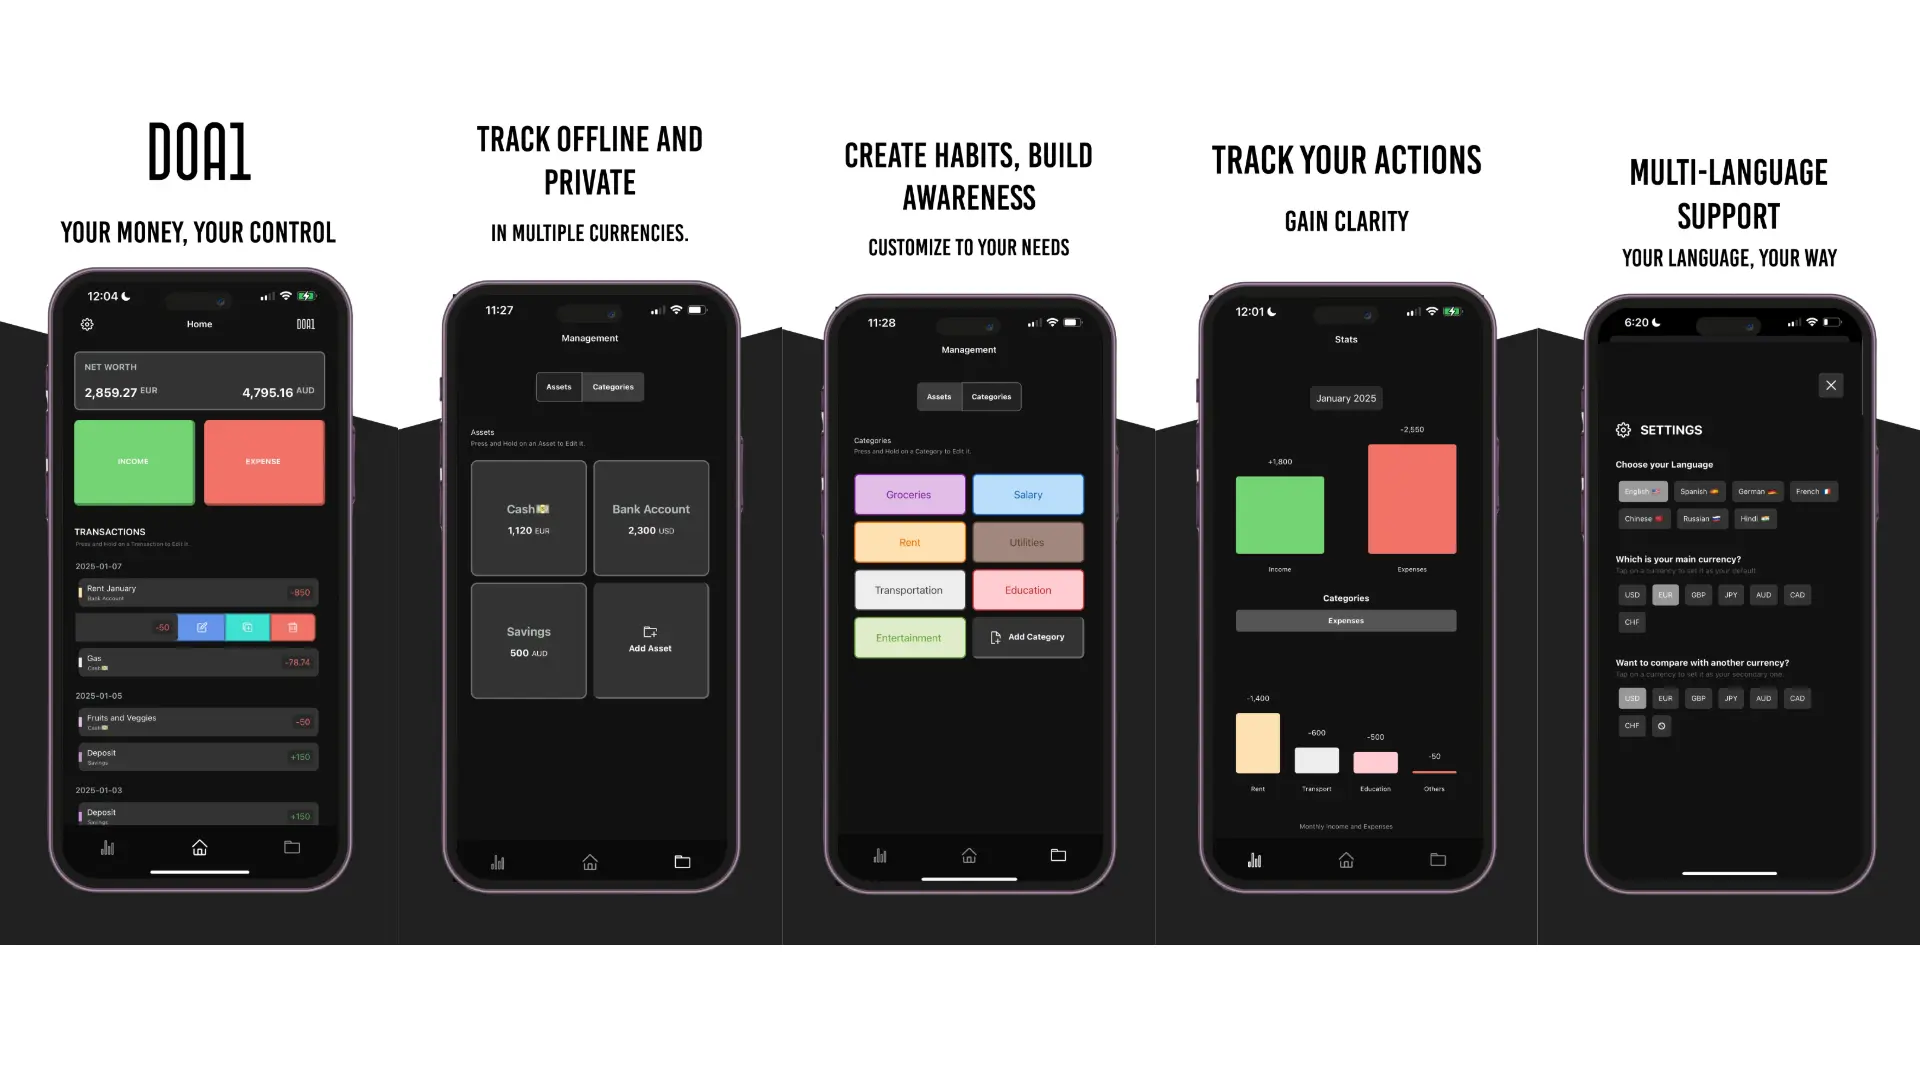 DOA1
YOUR MONEY, YOUR CONTROL
12:04
Home
DOA1
NET WORTH
2,859.27 EUR
4,795.16 AUD
INCOME
EXPENSE
TRANSACTIONS
Press and Hold on a Transaction to Edit it.
2025-01-07
Rent January
Bank Account
-850
-50
Gas
Cash
-78.74
2025-01-05
Fruits and Veggies
Cash
-50
Deposit
Savings
+150
2025-01-03
Deposit
Savings
+150
TRACK OFFLINE AND
PRIVATE
IN MULTIPLE CURRENCIES.
11:27
Management
Assets
Categories
Assets
Press and Hold on an Asset to Edit it.
Cash
1,120 EUR
Bank Account
2,300 USD
Savings
500 AUD
Add Asset
CREATE HABITS, BUILD
AWARENESS
CUSTOMIZE TO YOUR NEEDS
11:28
Management
Assets
Categories
Categories
Press and Hold on a Category to Edit it.
Groceries
Salary
Rent
Utilities
Transportation
Education
Entertainment
Add Category
TRACK YOUR ACTIONS
GAIN CLARITY
12:01
Stats
January 2025
+1,800
-2,550
Income
Expenses
Categories
Expenses
-1,400
-600
-500
-50
Rent
Transport
Education
Others
Monthly Income and Expenses
MULTI-LANGUAGE
SUPPORT
YOUR LANGUAGE, YOUR WAY
6:20
SETTINGS
Choose your Language
English
Spanish
German
French
Chinese
Russian
Hindi
Which is your main currency?
Tap on a currency to set it as your default.
USD
EUR
GBP
JPY
AUD
CAD
CHF
Want to compare with another currency?
Tap on a currency to set it as your secondary one.
USD
EUR
GBP
JPY
AUD
CAD
CHF